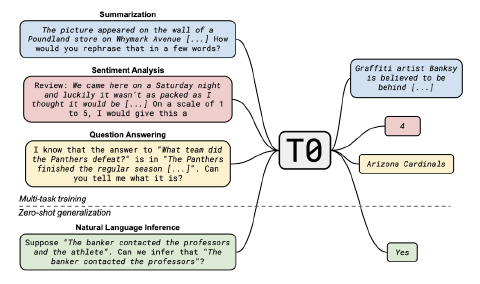 Summarization
The picture appeared on the wall of a
Poundland store on Whymark Avenue [...] How
would you rephrase that in a few words?
Sentiment Analysis
Review: We came here on a Saturday night
and luckily it wasn't as packed as I
thought it would be [...] On a scale of 1
to 5, I would give this a
Question Answering
I know that the answer to "What team did
the Panthers defeat?" is in "The Panthers
finished the regular season [...]". Can
you tell me what it is?
Multi-task training
Zero-shot generalization
Natural Language Inference
Suppose "The banker contacted the professors
and the athlete". Can we infer that "The
banker contacted the professors"?
T0
Graffiti artist Banksy
is believed to be
behind [...]
4
Arizona Cardinals
Yes